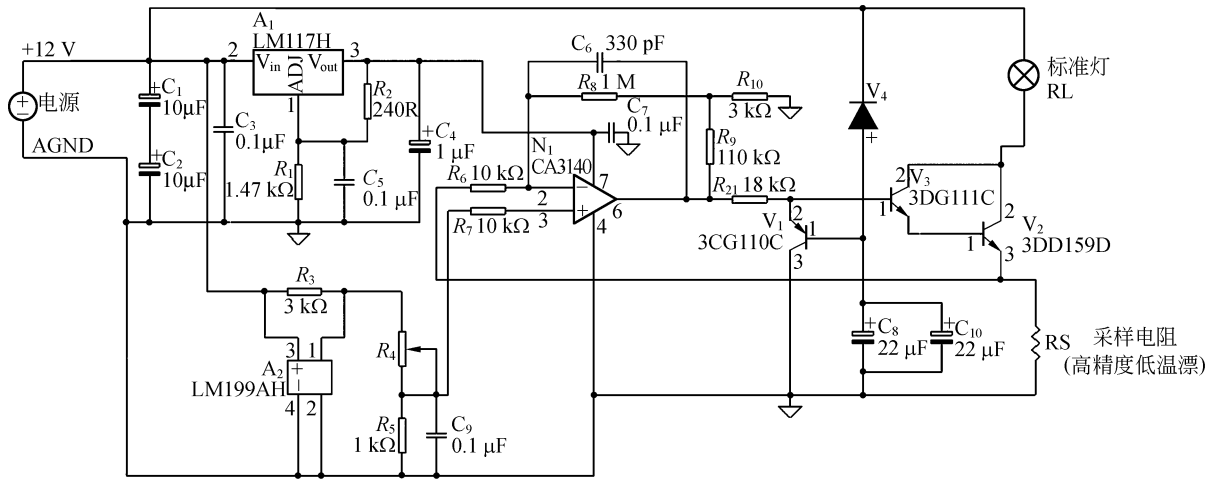 +12 V
电源
AGND
C1
10μF
C2
10μF
C3
0.1μF
A1
LM117H
2
Vin
ADJ
Vout
3
1
R2
240R
R1
1.47 kΩ
C5
0.1 μF
C4
1 μF
C6 330 pF
R8 1 M
R10
3 kΩ
C7
0.1 μF
R9
110 kΩ
N1
CA3140
7
R6 10 kΩ
2
3
R7 10 kΩ
6
4
R21 18 kΩ
V1
3CG110C
2
1
3
V4
标准灯
RL
2
V3
3DG111C
1
2
V2
3DD159D
1
3
R3
3 kΩ
3
1
A2
LM199AH
4
2
R4
R5
1 kΩ
C9
0.1 μF
C8
22 μF
C10
22 μF
RS
采样电阻
(高精度低温漂)